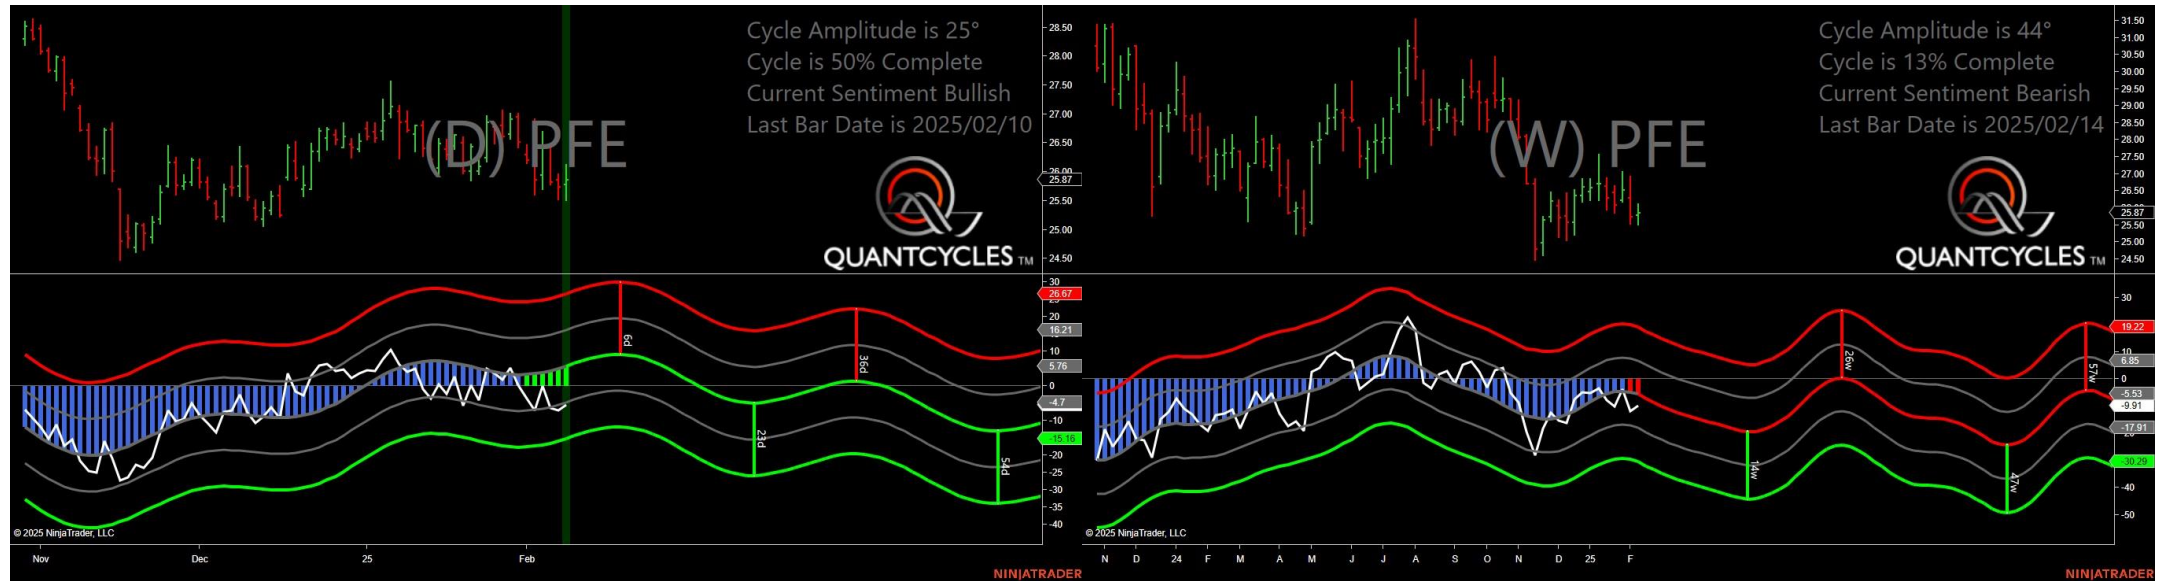 Cycle Amplitude is 25°
Cycle is 50% Complete
Current Sentiment Bullish
Last Bar Date is 2025/02/10
(D) PFE
QUANTCYCLES TM
28.50
28.00
27.50
27.00
26.50
26.00
25.87
25.50
25.00
24.50
30
26.67
25
20
16.21
10
5.76
0
-4.7
-10
-15.16
-20
-25
-30
-35
-40
6d
23d
36d
54d
© 2025 NinjaTrader, LLC
Nov Dec 25 Feb
NINJATRADER
Cycle Amplitude is 44°
Cycle is 13% Complete
Current Sentiment Bearish
Last Bar Date is 2025/02/14
(W) PFE
QUANTCYCLES TM
31.50
31.00
30.50
30.00
29.50
29.00
28.50
28.00
27.50
27.00
26.50
25.87
25.50
25.00
24.50
30
19.22
10
6.85
0
-5.53
-9.91
-17.91
-30.29
-40
-50
14w
26w
47w
57w
© 2025 NinjaTrader, LLC
N D 24 F M A M J J A S O N D 25 F
NINJATRADER